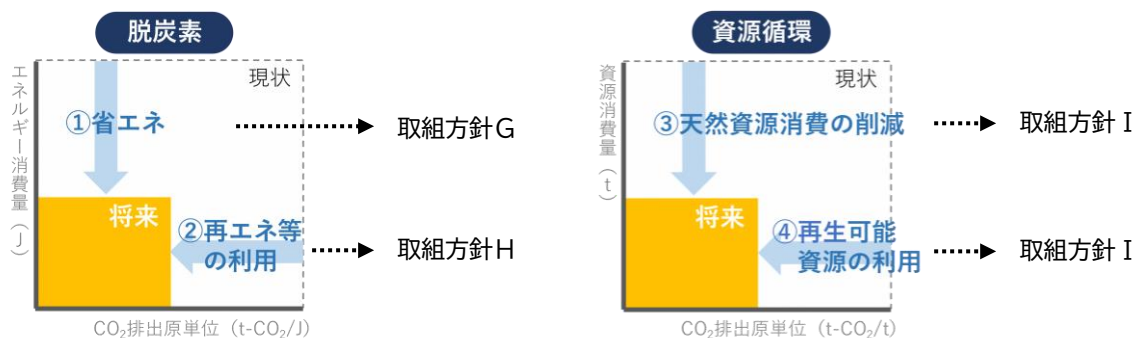 脱炭素
エネルギー消費量（J）
現状
①省エネ
取組方針G
将来
②再エネ等
の利用
取組方針H
CO₂排出原単位（t-CO₂/J）
資源循環
資源消費量（t）
現状
③天然資源消費の削減
取組方針I
将来
④再生可能
資源の利用
取組方針I
CO₂排出原単位（t-CO₂/t）